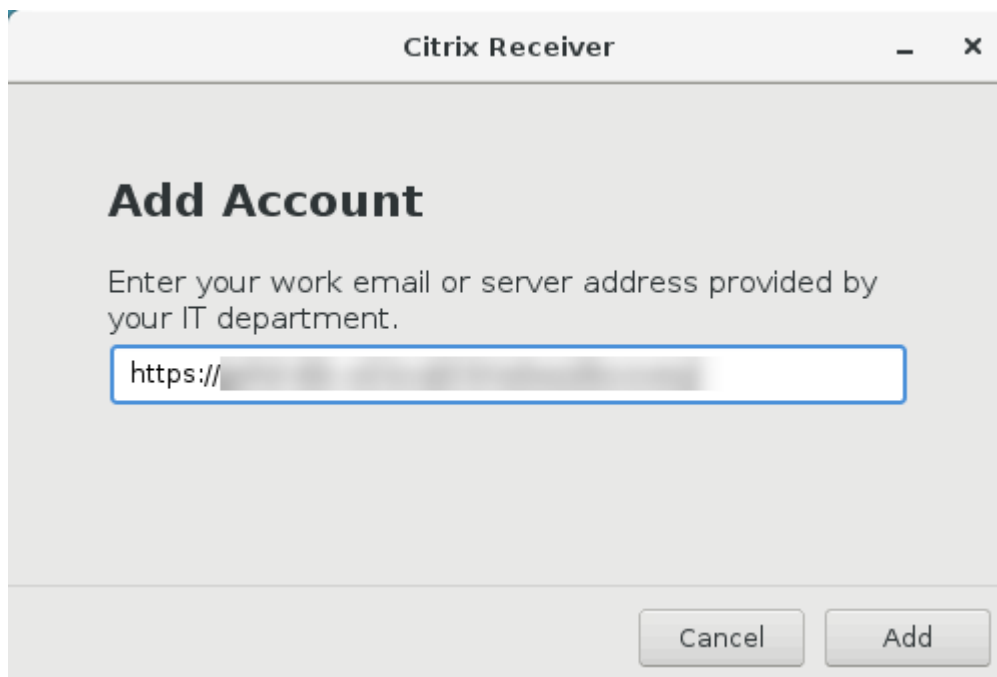 Citrix Receiver
Add Account
Enter your work email or server address provided by
your IT department.
https://
Cancel
Add